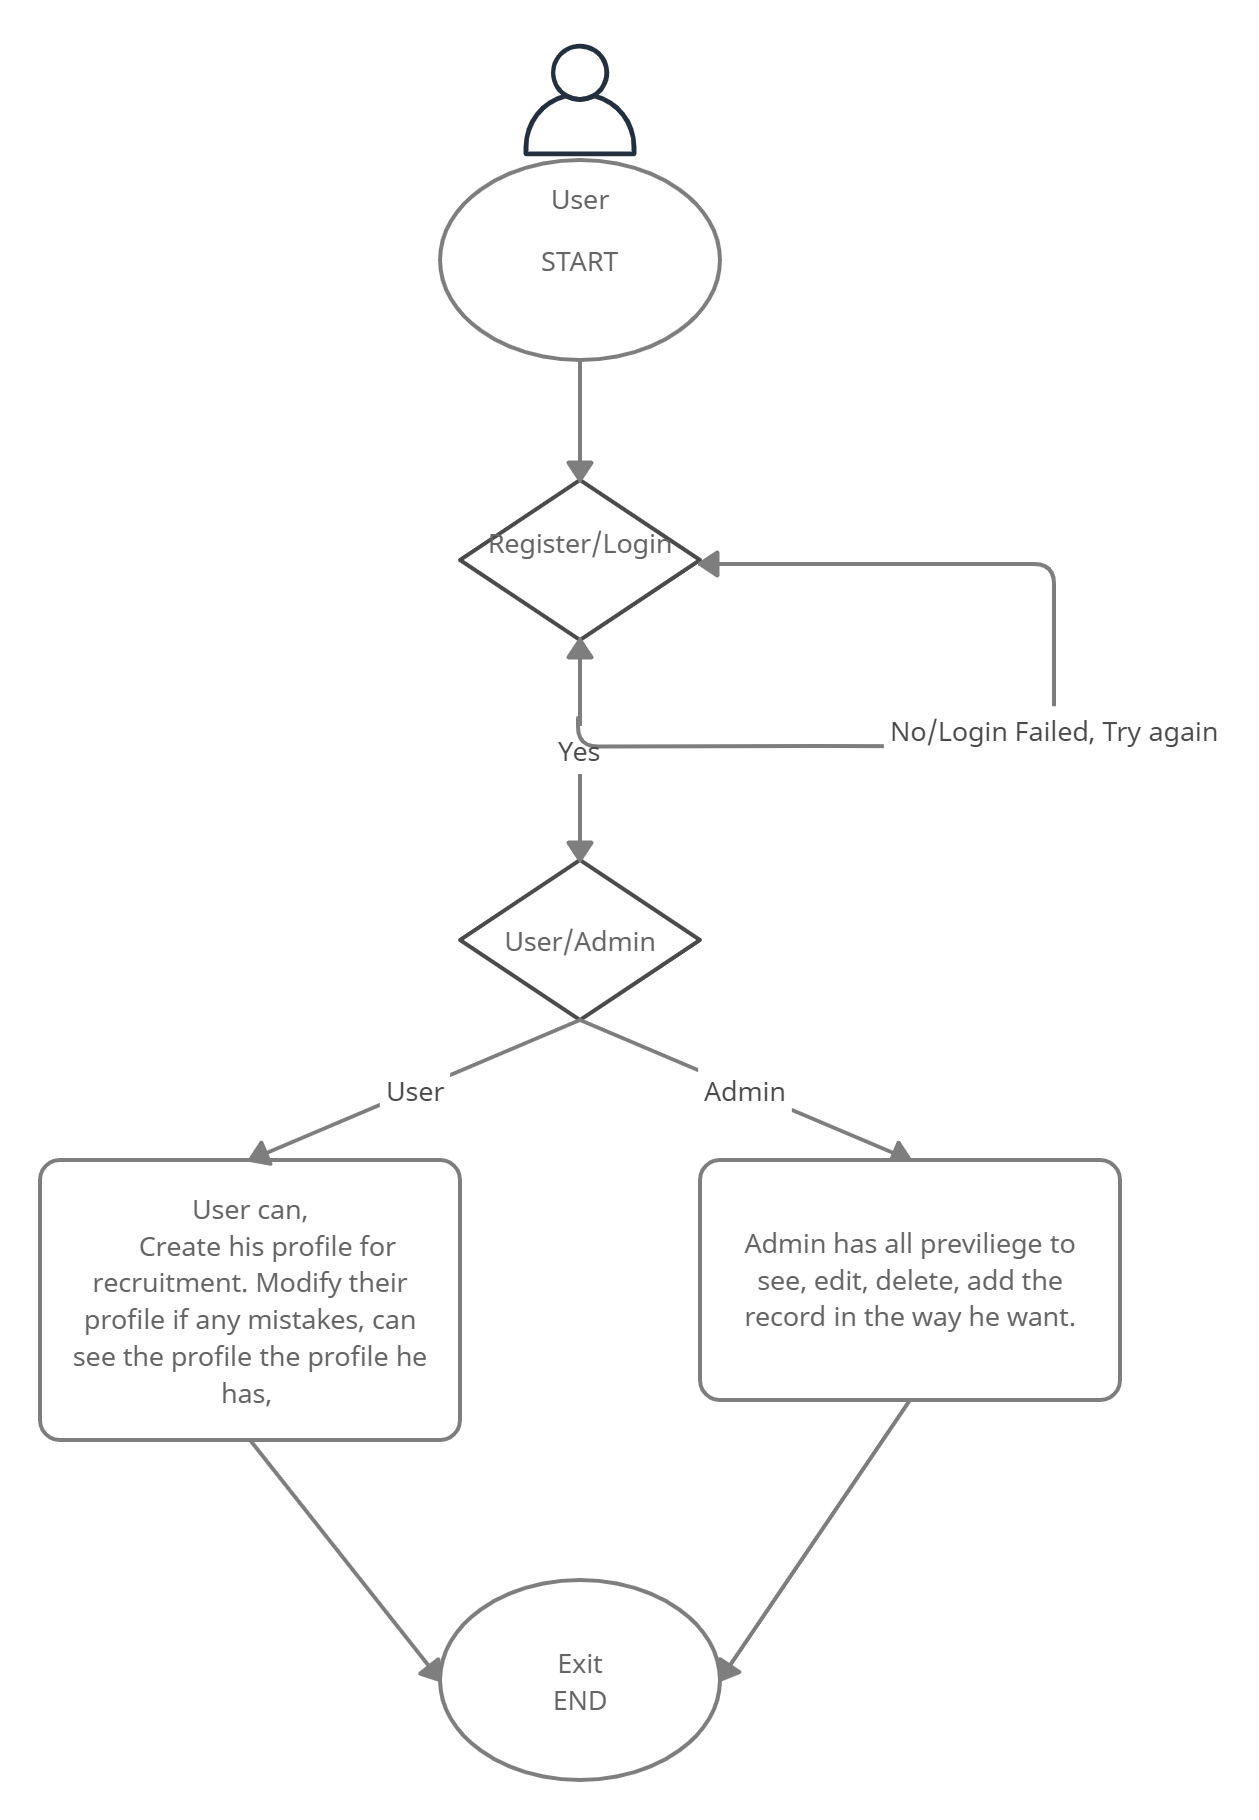 User
START
Register/Login
No/Login Failed, Try again
Yes
User/Admin
User
Admin
User can,
Create his profile for
recruitment. Modify their
profile if any mistakes, can
see the profile the profile he
has,
Admin has all previliege to
see, edit, delete, add the
record in the way he want.
Exit
END